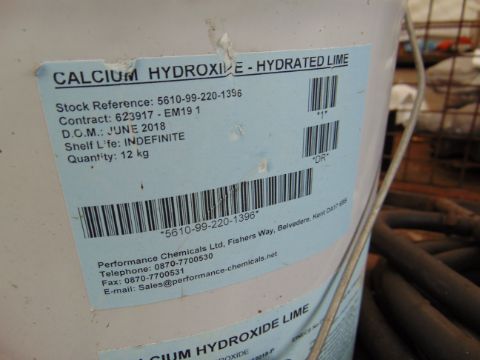 CALCIUM HYDROXIDE - HYDRATED LIME
Stock Reference: 5610-99-220-1396
Contract: 623917 - EM19 1
D.O.M.: JUNE 2018
Shelf Life: INDEFINITE
Quantity: 12 kg
"1"
"DR"
"5610-99-220-1396"
Performance Chemicals Ltd, Fishers Way, Belvedere, Kent DA17 6BS
Telephone: 0870-7700530
Fax: 0870-7700531
E-mail: Sales@performance-chemicals.net
CALCIUM HYDROXIDE LIME